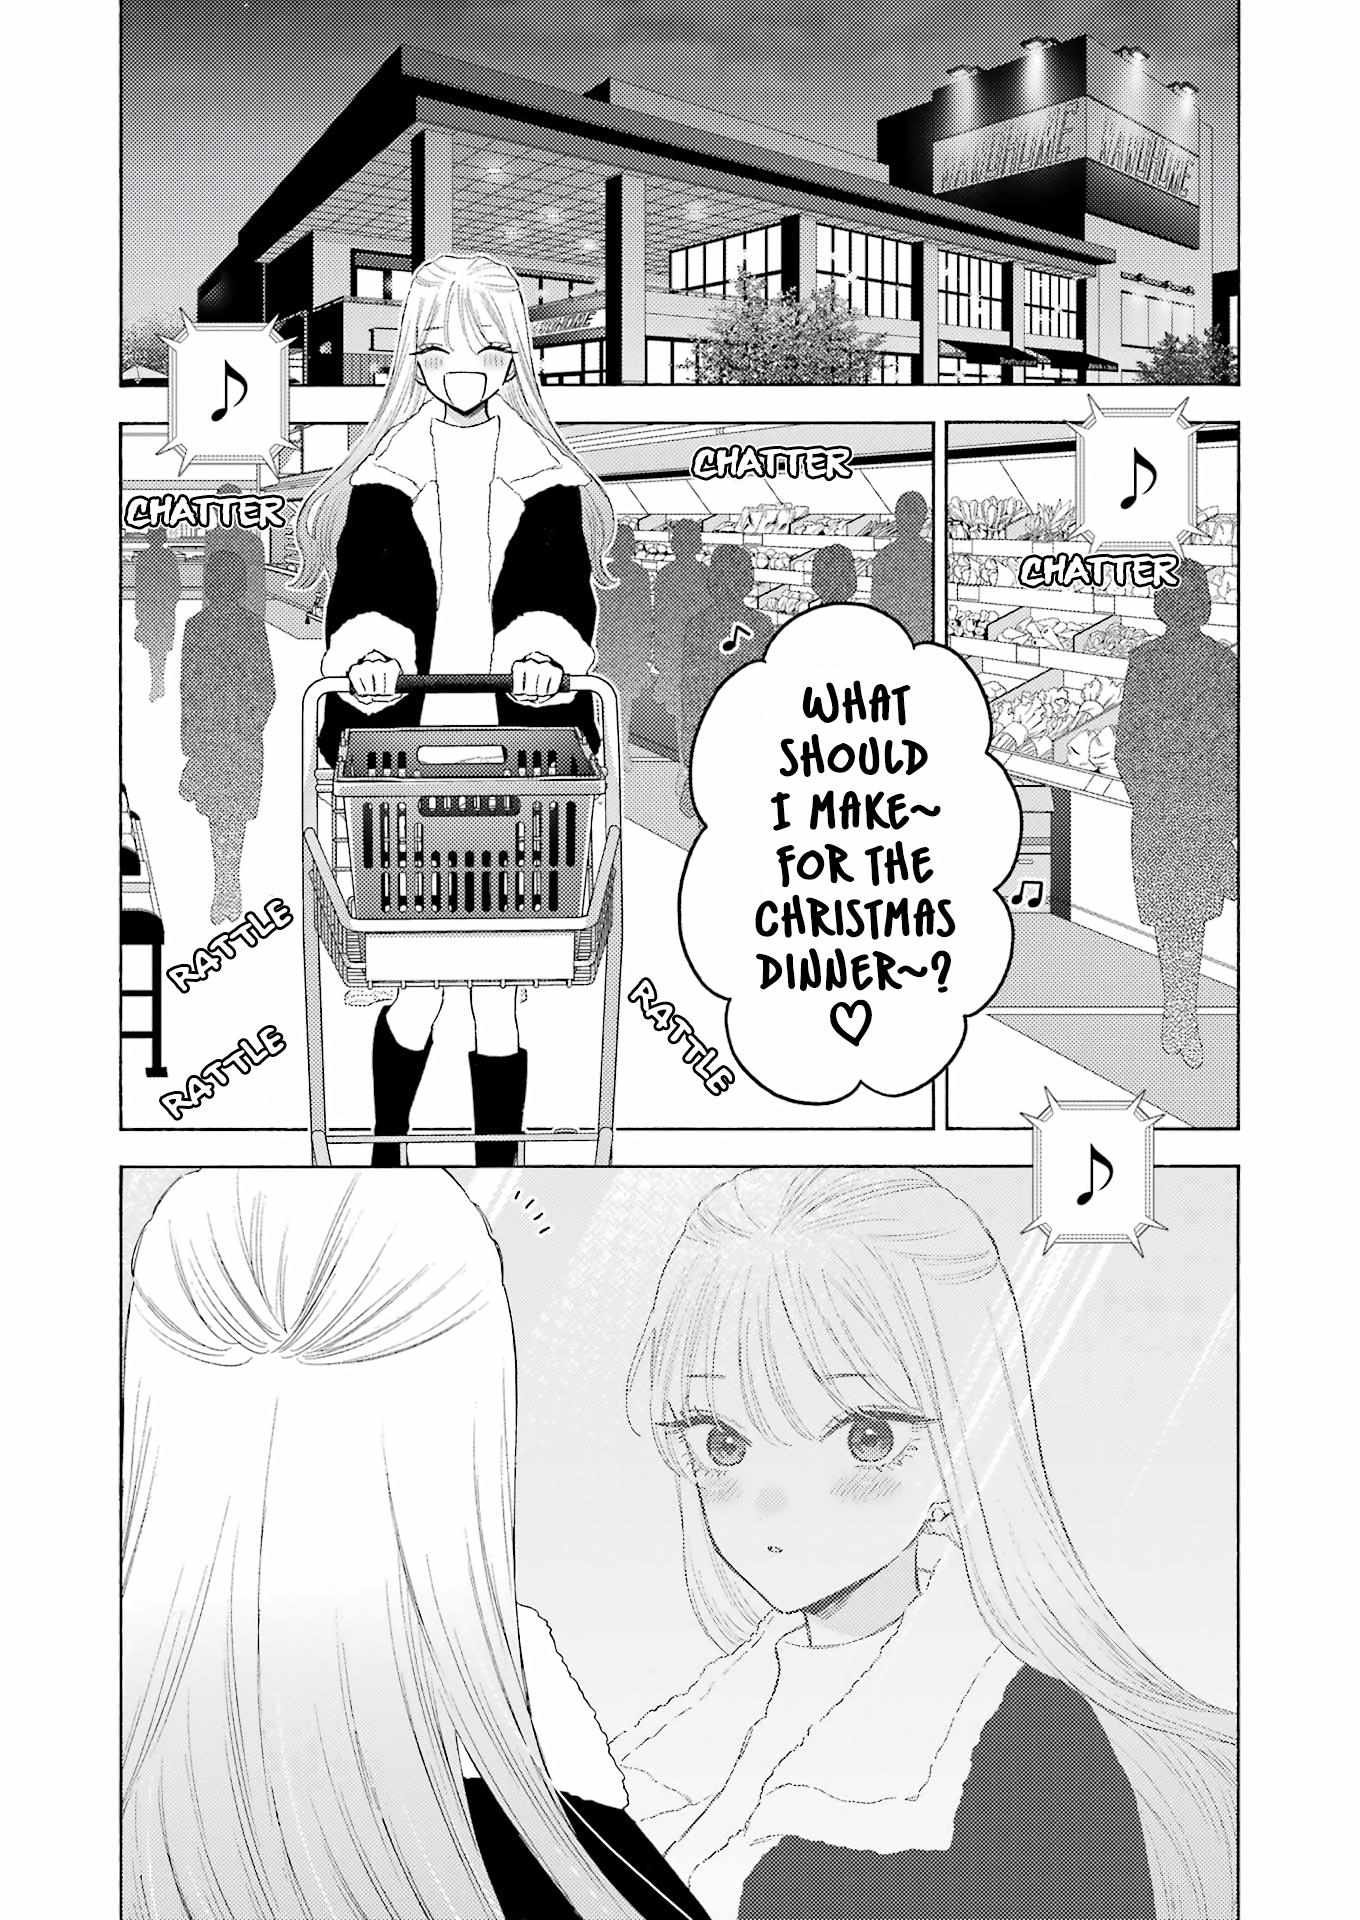 CHATTER
CHATTER
CHATTER
WHAT
SHOULD
I MAKE~
FOR THE
CHRISTMAS
DINNER~?
♡
RATTLE
RATTLE
RATTLE